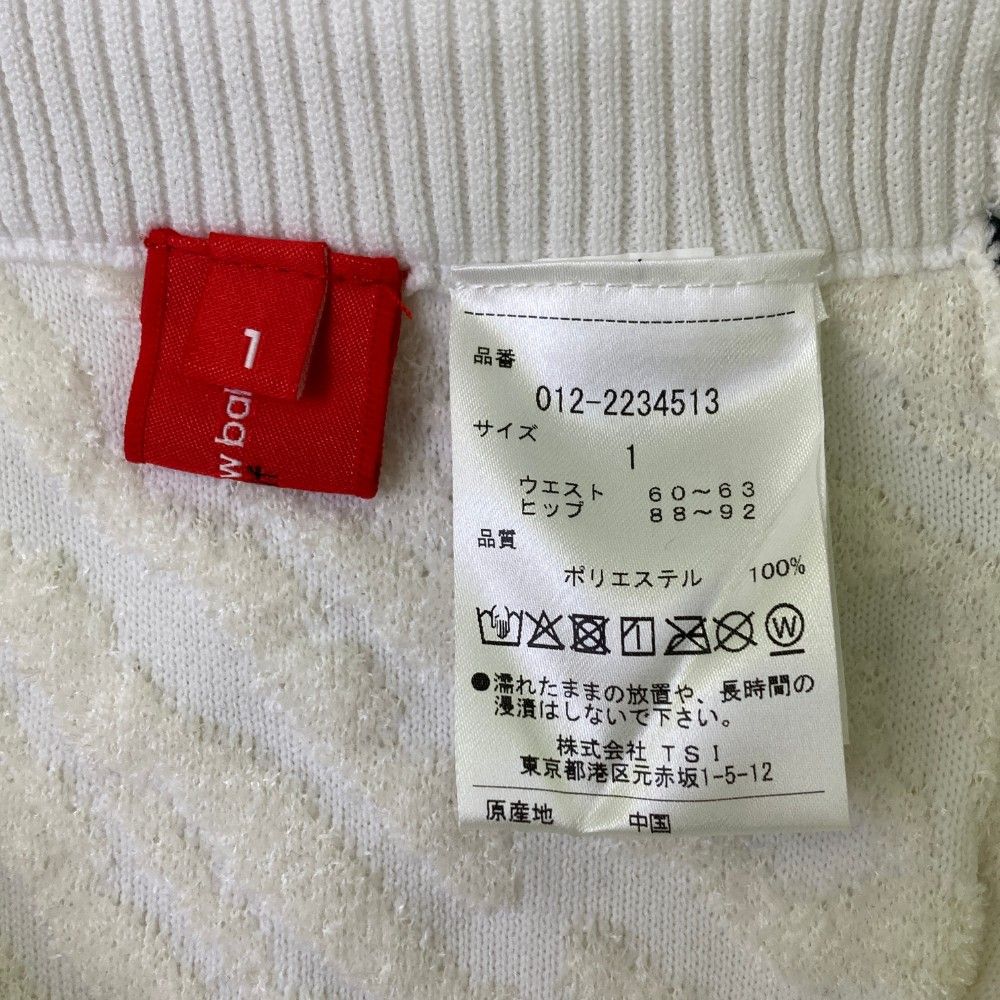 1
w bal
品番
012-2234513
サイズ
1
ウエスト 60～63
ヒップ 88～92
品質
ポリエステル 100%
W
●濡れたままの放置や、長時間の
浸漬はしないで下さい。
株式会社 TSI
東京都港区元赤坂1-5-12
原産地 中国